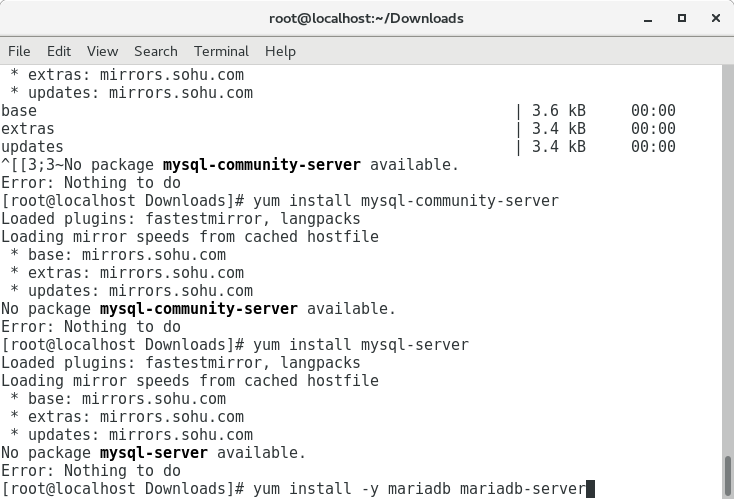 root@localhost:~/Downloads
File Edit View Search Terminal Help
 * extras: mirrors.sohu.com
 * updates: mirrors.sohu.com
base                                                     | 3.6 kB     00:00
extras                                                   | 3.4 kB     00:00
updates                                                  | 3.4 kB     00:00
^[[3;3~No package mysql-community-server available.
Error: Nothing to do
[root@localhost Downloads]# yum install mysql-community-server
Loaded plugins: fastestmirror, langpacks
Loading mirror speeds from cached hostfile
 * base: mirrors.sohu.com
 * extras: mirrors.sohu.com
 * updates: mirrors.sohu.com
No package mysql-community-server available.
Error: Nothing to do
[root@localhost Downloads]# yum install mysql-server
Loaded plugins: fastestmirror, langpacks
Loading mirror speeds from cached hostfile
 * base: mirrors.sohu.com
 * extras: mirrors.sohu.com
 * updates: mirrors.sohu.com
No package mysql-server available.
Error: Nothing to do
[root@localhost Downloads]# yum install -y mariadb mariadb-server